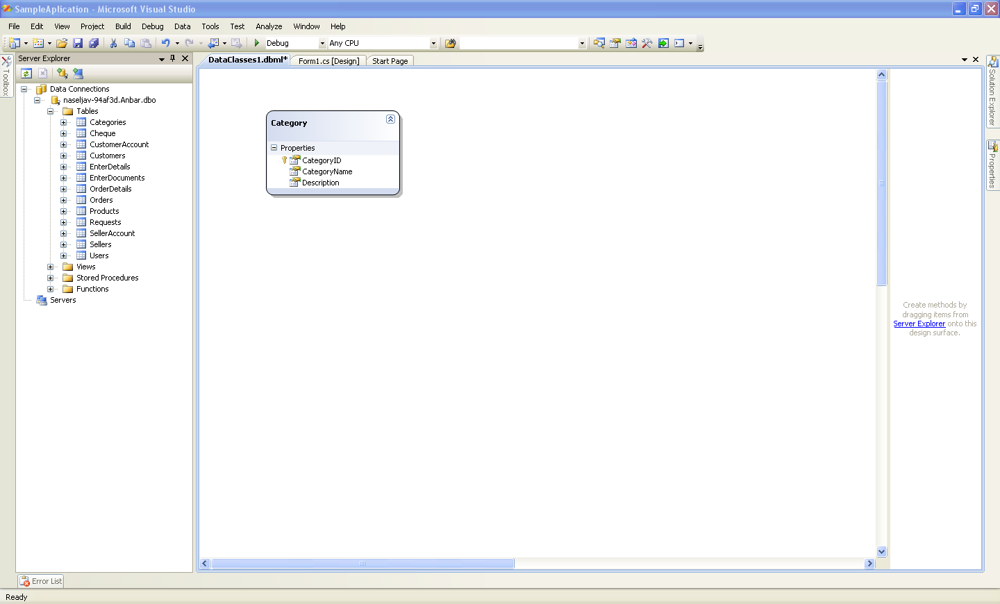 SampleAplication - Microsoft Visual Studio
File Edit View Project Build Debug Data Tools Test Analyze Window Help
Debug Any CPU
Toolbox
Server Explorer
Data Connections
naseljav-94af3d.Anbar.dbo
Tables
Categories
Cheque
CustomerAccount
Customers
EnterDetails
EnterDocuments
OrderDetails
Orders
Products
Requests
SellerAccount
Sellers
Users
Views
Stored Procedures
Functions
Servers
DataClasses1.dbml* Form1.cs [Design] Start Page
Category
Properties
CategoryID
CategoryName
Description
Create methods by
dragging items from
Server Explorer onto this
design surface.
Solution Explorer
Properties
Error List
Ready